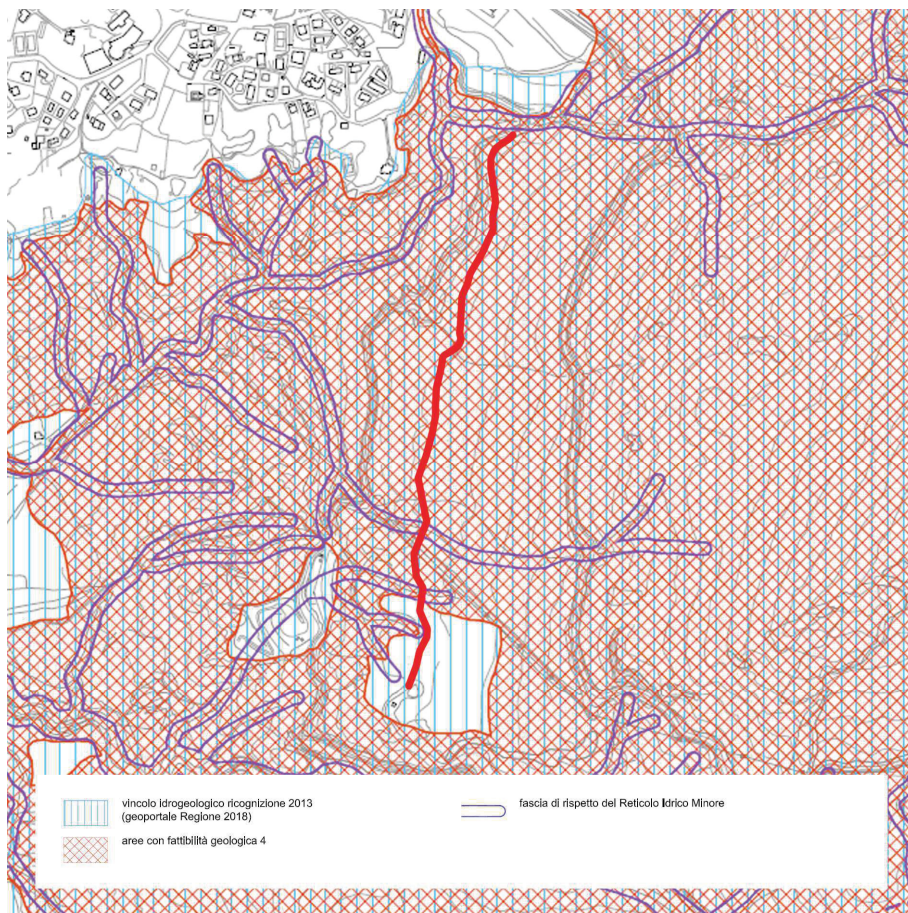 vincolo idrogeologico ricognizione 2013
(geoportale Regione 2018)
aree con fattibilità geologica 4
fascia di rispetto del Reticolo Idrico Minore